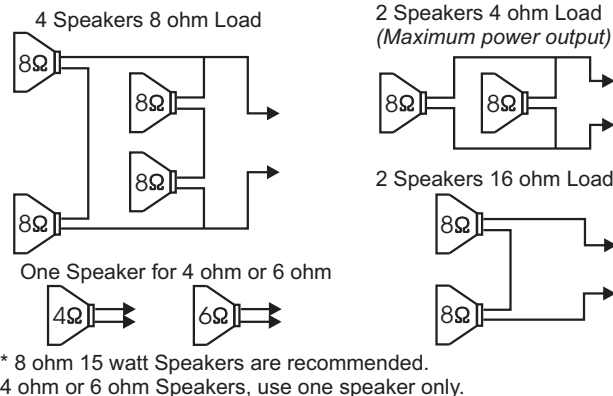 4 Speakers 8 ohm Load
8Ω
8Ω
8Ω
8Ω
2 Speakers 4 ohm Load
(Maximum power output)
8Ω
8Ω
2 Speakers 16 ohm Load
8Ω
8Ω
One Speaker for 4 ohm or 6 ohm
4Ω
6Ω
* 8 ohm 15 watt Speakers are recommended.
4 ohm or 6 ohm Speakers, use one speaker only.